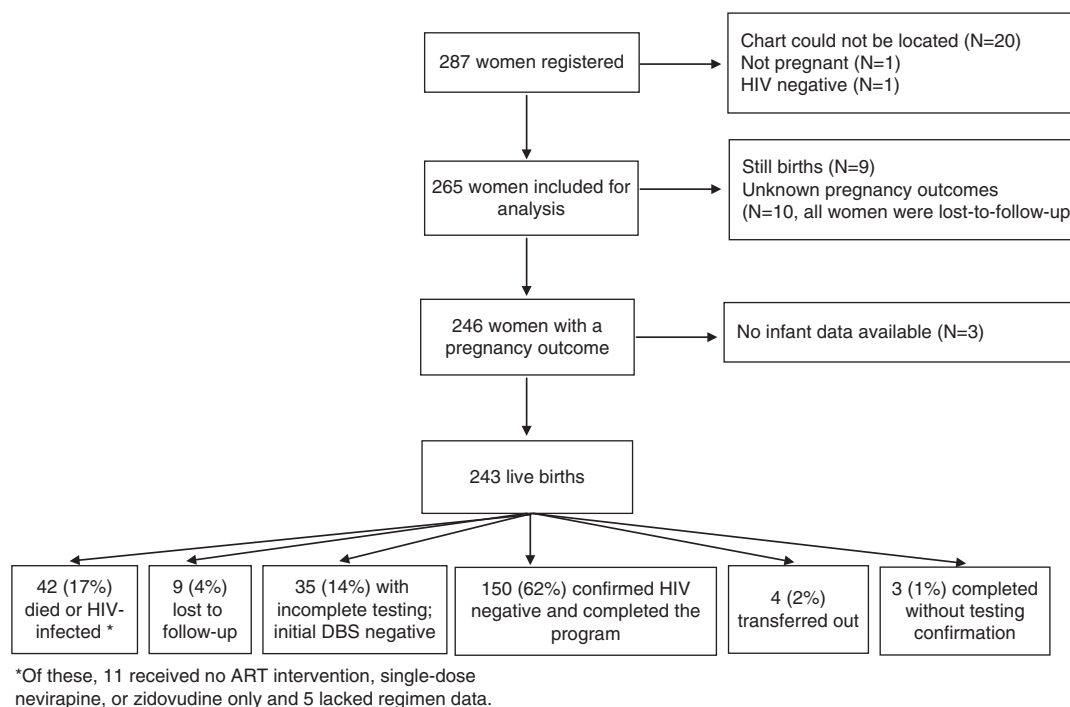 287 women registered
Chart could not be located (N=20)
Not pregnant (N=1)
HIV negative (N=1)
265 women included for
analysis
Still births (N=9)
Unknown pregnancy outcomes
(N=10, all women were lost-to-follow-up
246 women with a
pregnancy outcome
No infant data available (N=3)
243 live births
42 (17%)
died or HIV-
infected *
9 (4%)
lost to
follow-up
35 (14%) with
incomplete testing;
initial DBS negative
150 (62%) confirmed HIV
negative and completed the
program
4 (2%)
transferred out
3 (1%) completed
without testing
confirmation
*Of these, 11 received no ART intervention, single-dose
nevirapine, or zidovudine only and 5 lacked regimen data.